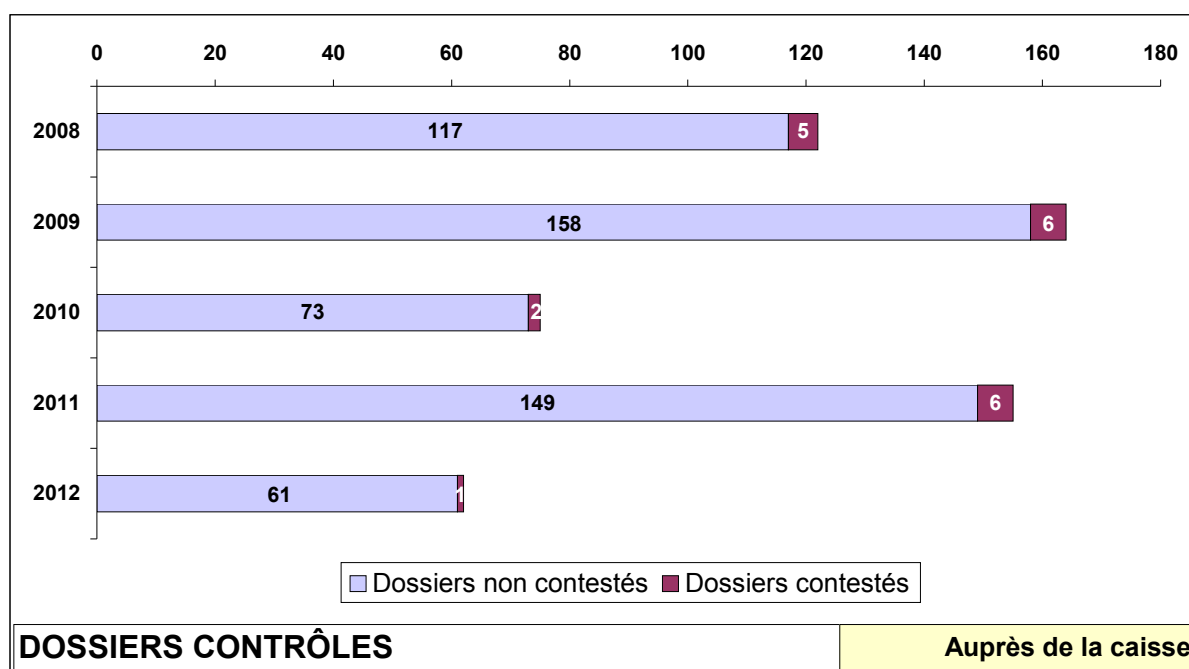 0 20 40 60 80 100 120 140 160 180
2008 117 5
2009 158 6
2010 73 2
2011 149 6
2012 61 1
Dossiers non contestés Dossiers contestés
DOSSIERS CONTRÔLES Auprès de la caisse